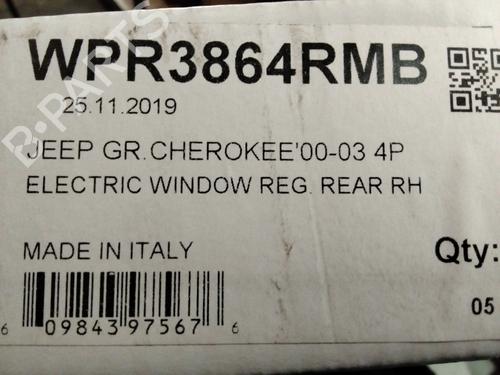 WPR3864RMB
25.11.2019
JEEP GR.CHEROKEE'00-03 4P
ELECTRIC WINDOW REG. REAR RH
MADE IN ITALY
Qty:
6 09843 97567 6
05
B-PARTS